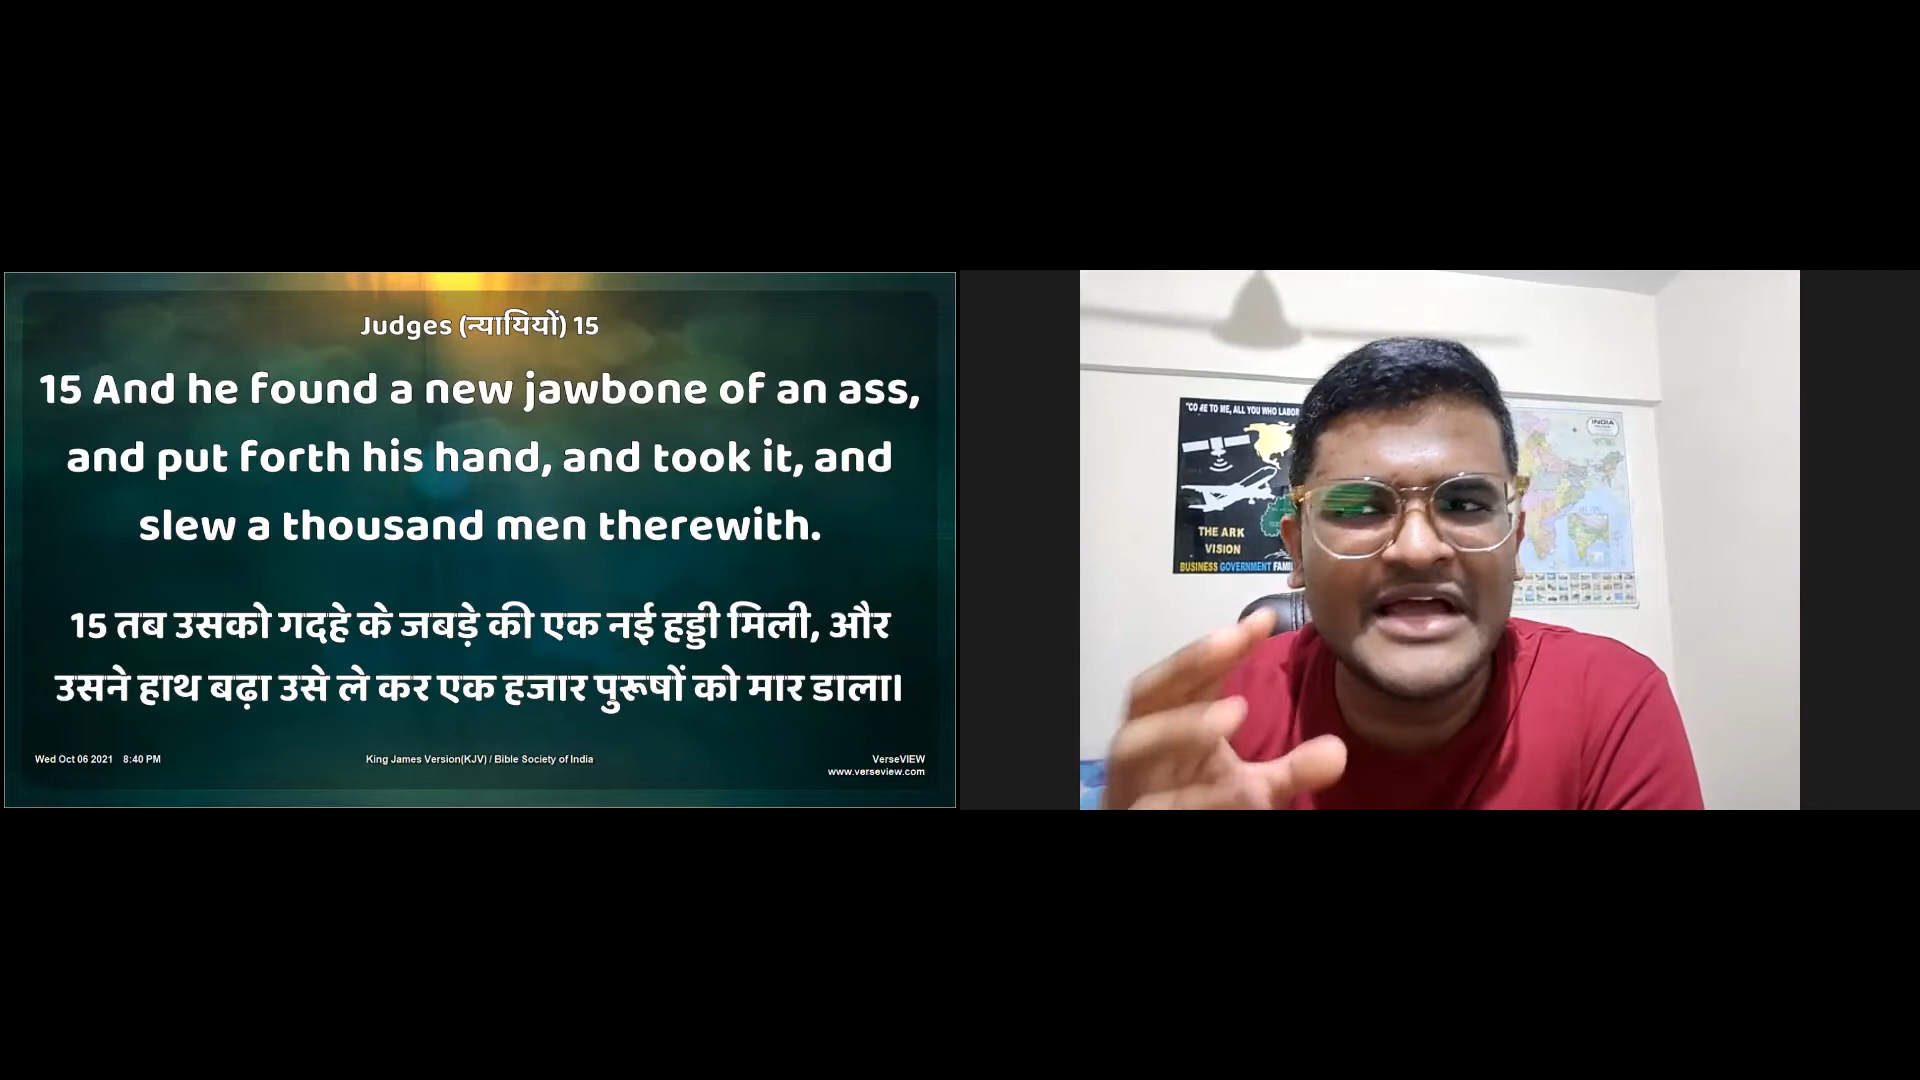 Judges (न्यायियों) 15
15 And he found a new jawbone of an ass,
and put forth his hand, and took it, and
slew a thousand men therewith.
15 तब उसको गदहे के जबड़े की एक नई हड्डी मिली, और
उसने हाथ बढ़ा उसे ले कर एक हजार पुरूषों को मार डाला।
Wed Oct 06 2021 8:40 PM
King James Version(KJV) / Bible Society of India
VerseVIEW
www.verseview.com
"COME TO ME, ALL YOU WHO LABOR
THE ARK
VISION
BUSINESS GOVERNMENT
INDIA